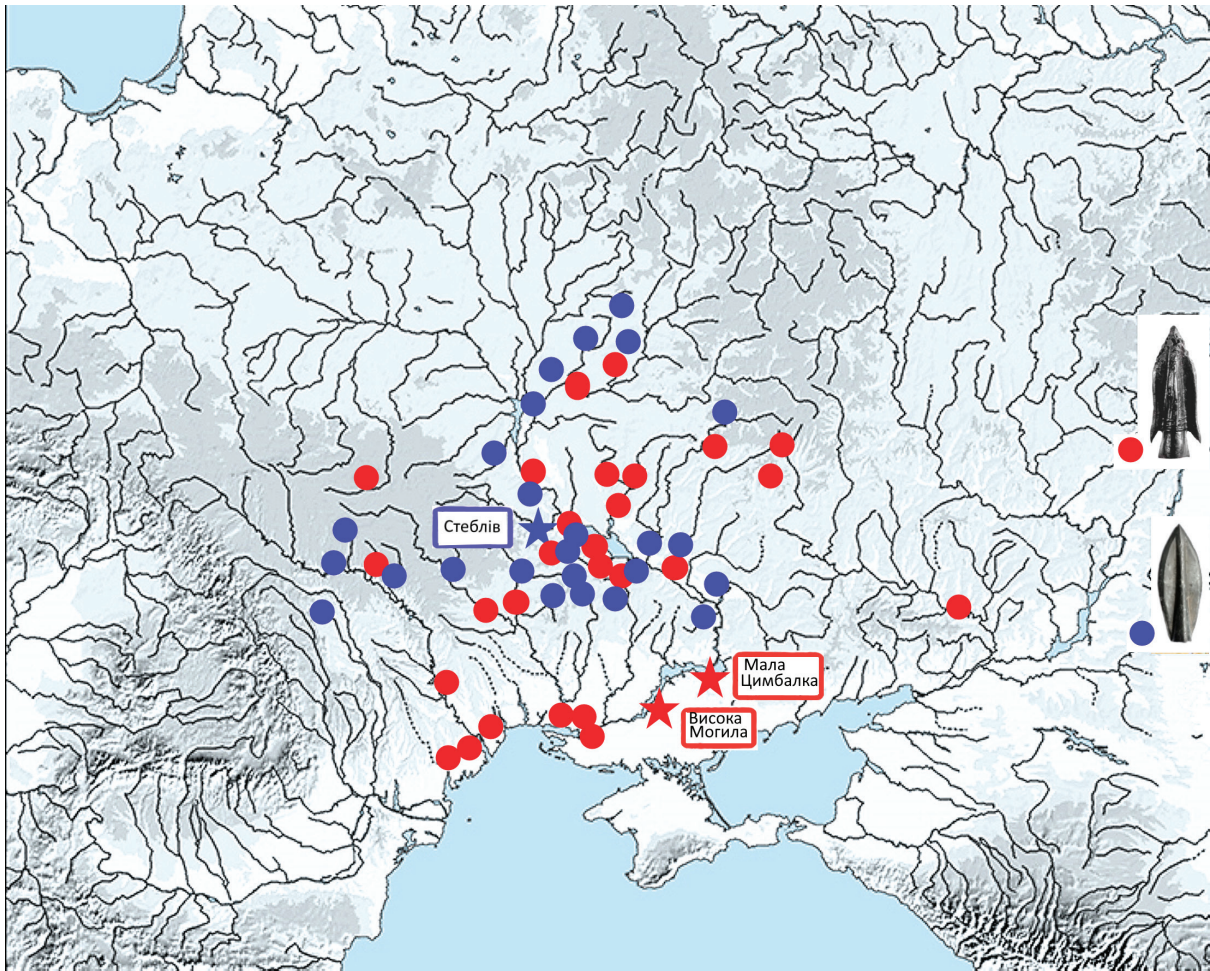 Стеблів
Мала
Цимбалка
Висока
Могила